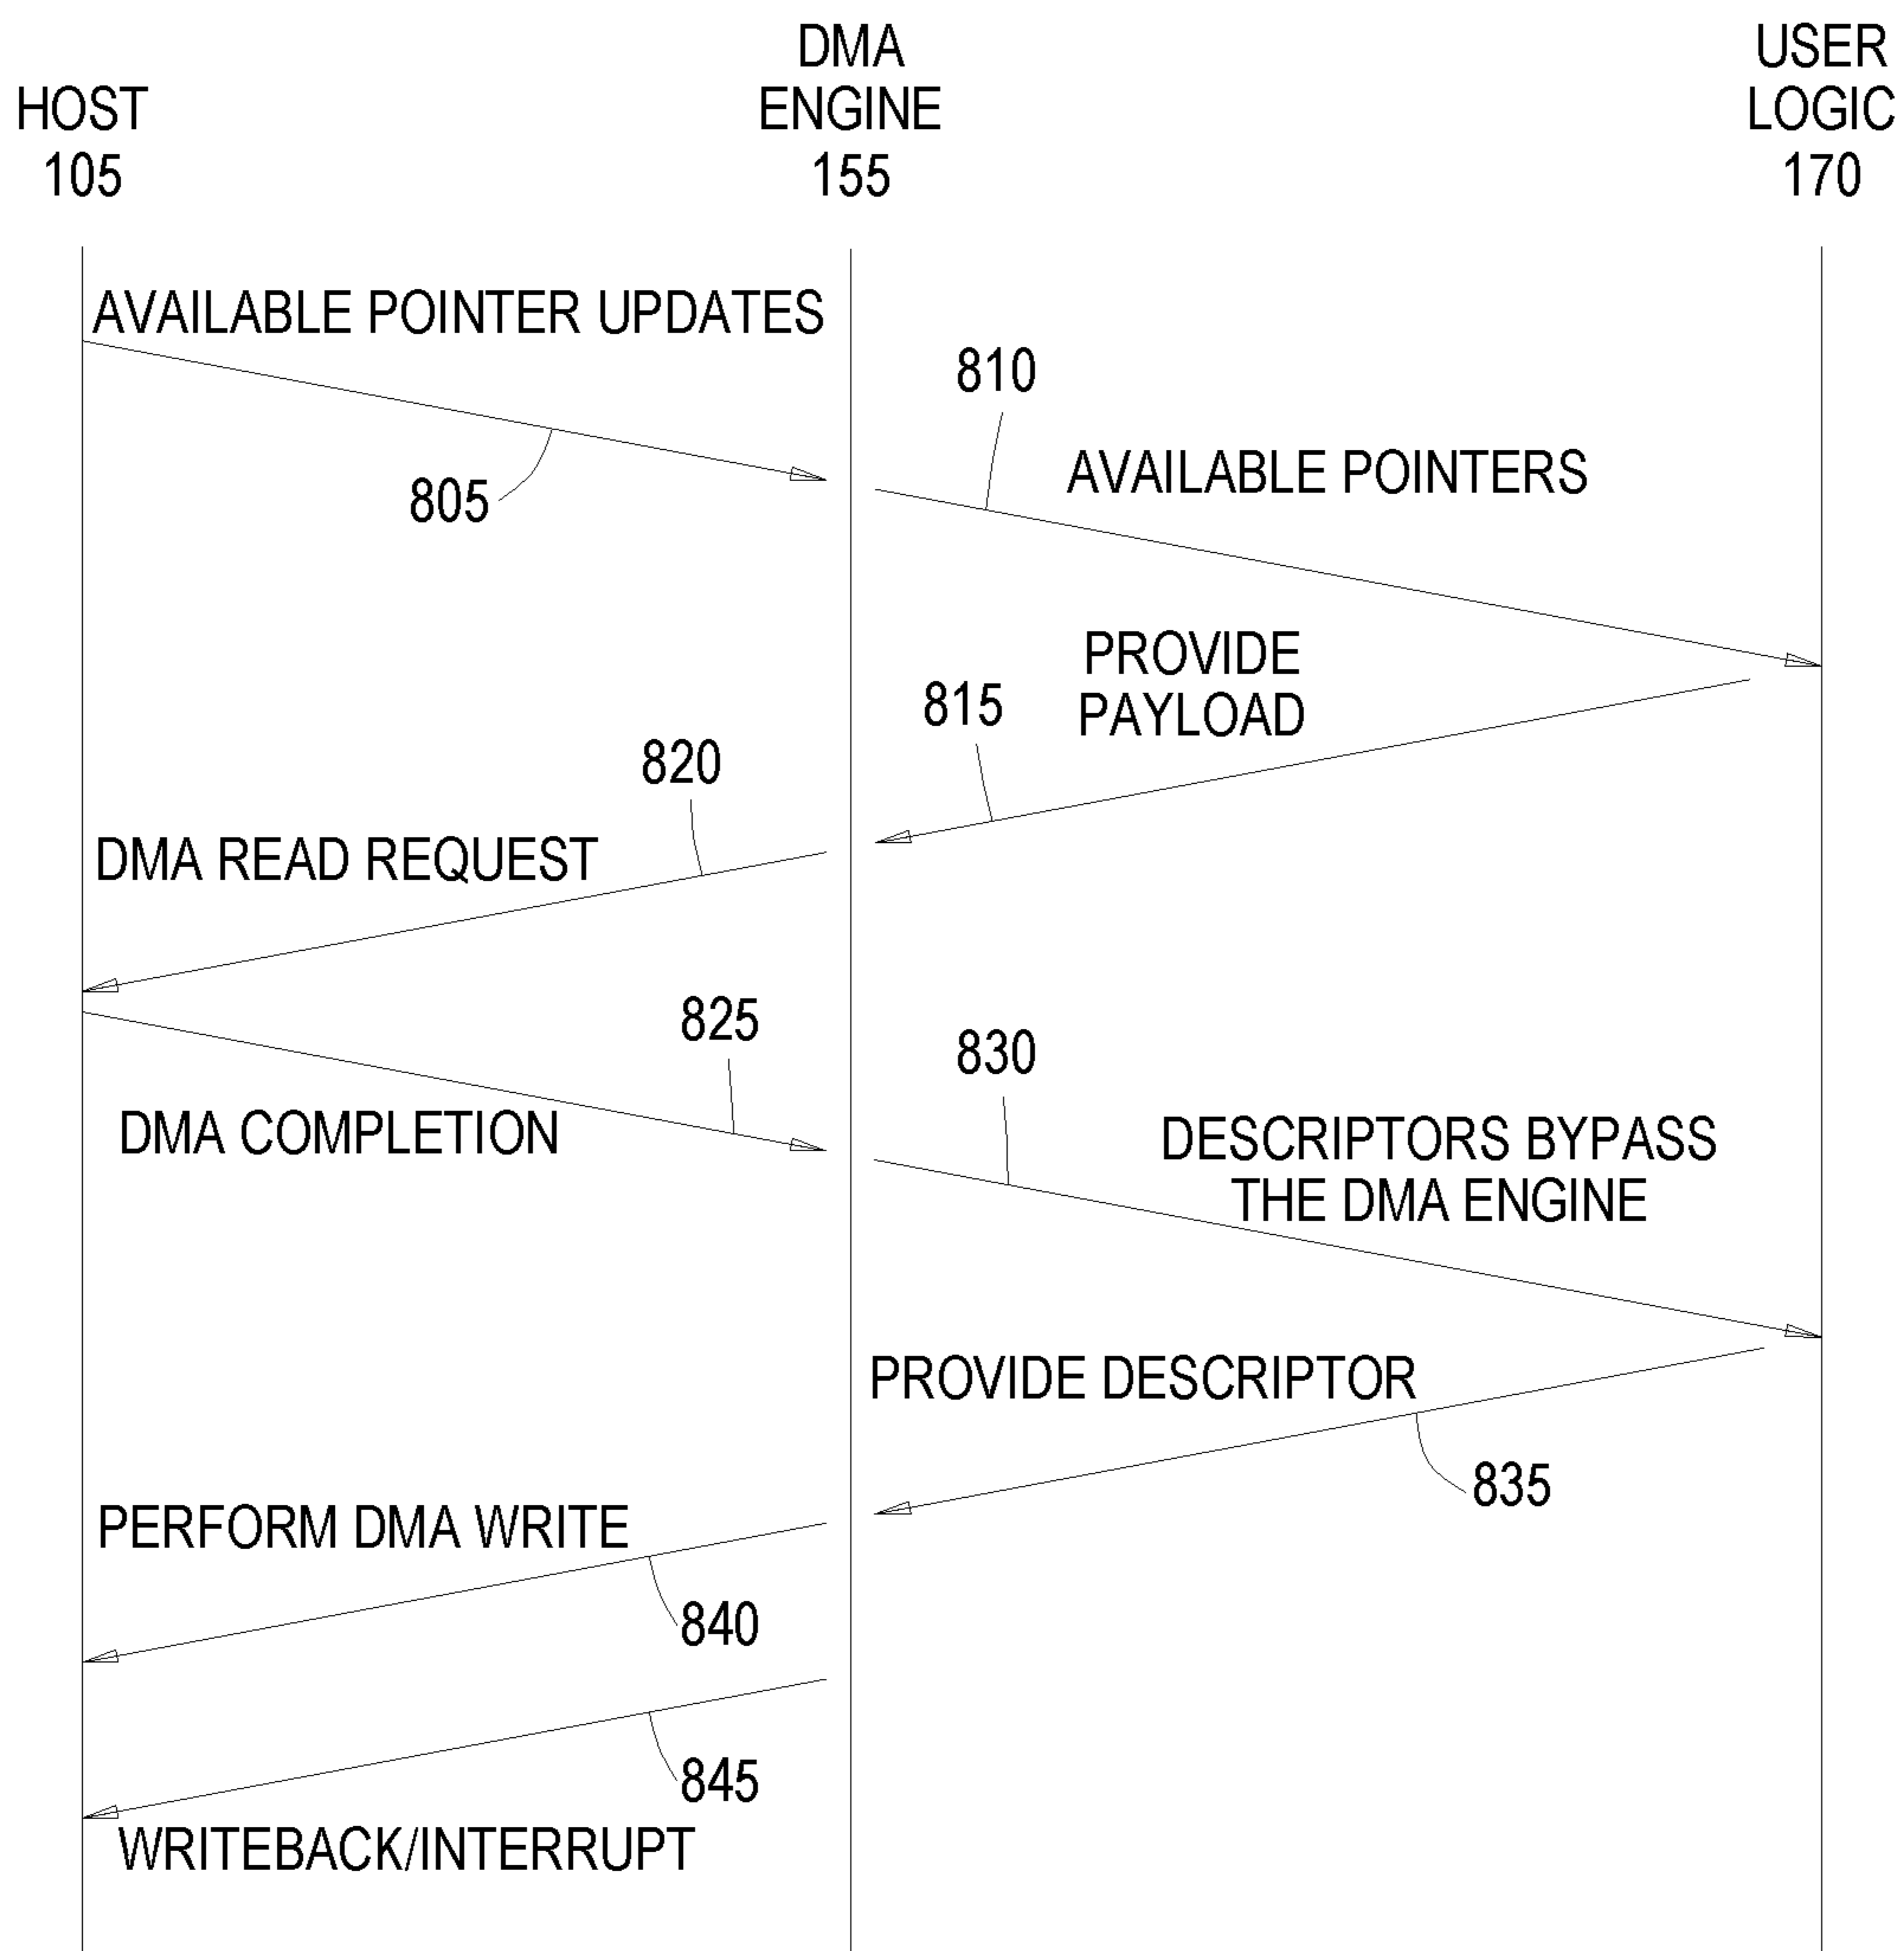 HOST
105
DMA
ENGINE
155
USER
LOGIC
170
AVAILABLE POINTER UPDATES
805
810
AVAILABLE POINTERS
PROVIDE
PAYLOAD
815
820
DMA READ REQUEST
825
DMA COMPLETION
830
DESCRIPTORS BYPASS
THE DMA ENGINE
PROVIDE DESCRIPTOR
835
PERFORM DMA WRITE
840
845
WRITEBACK/INTERRUPT